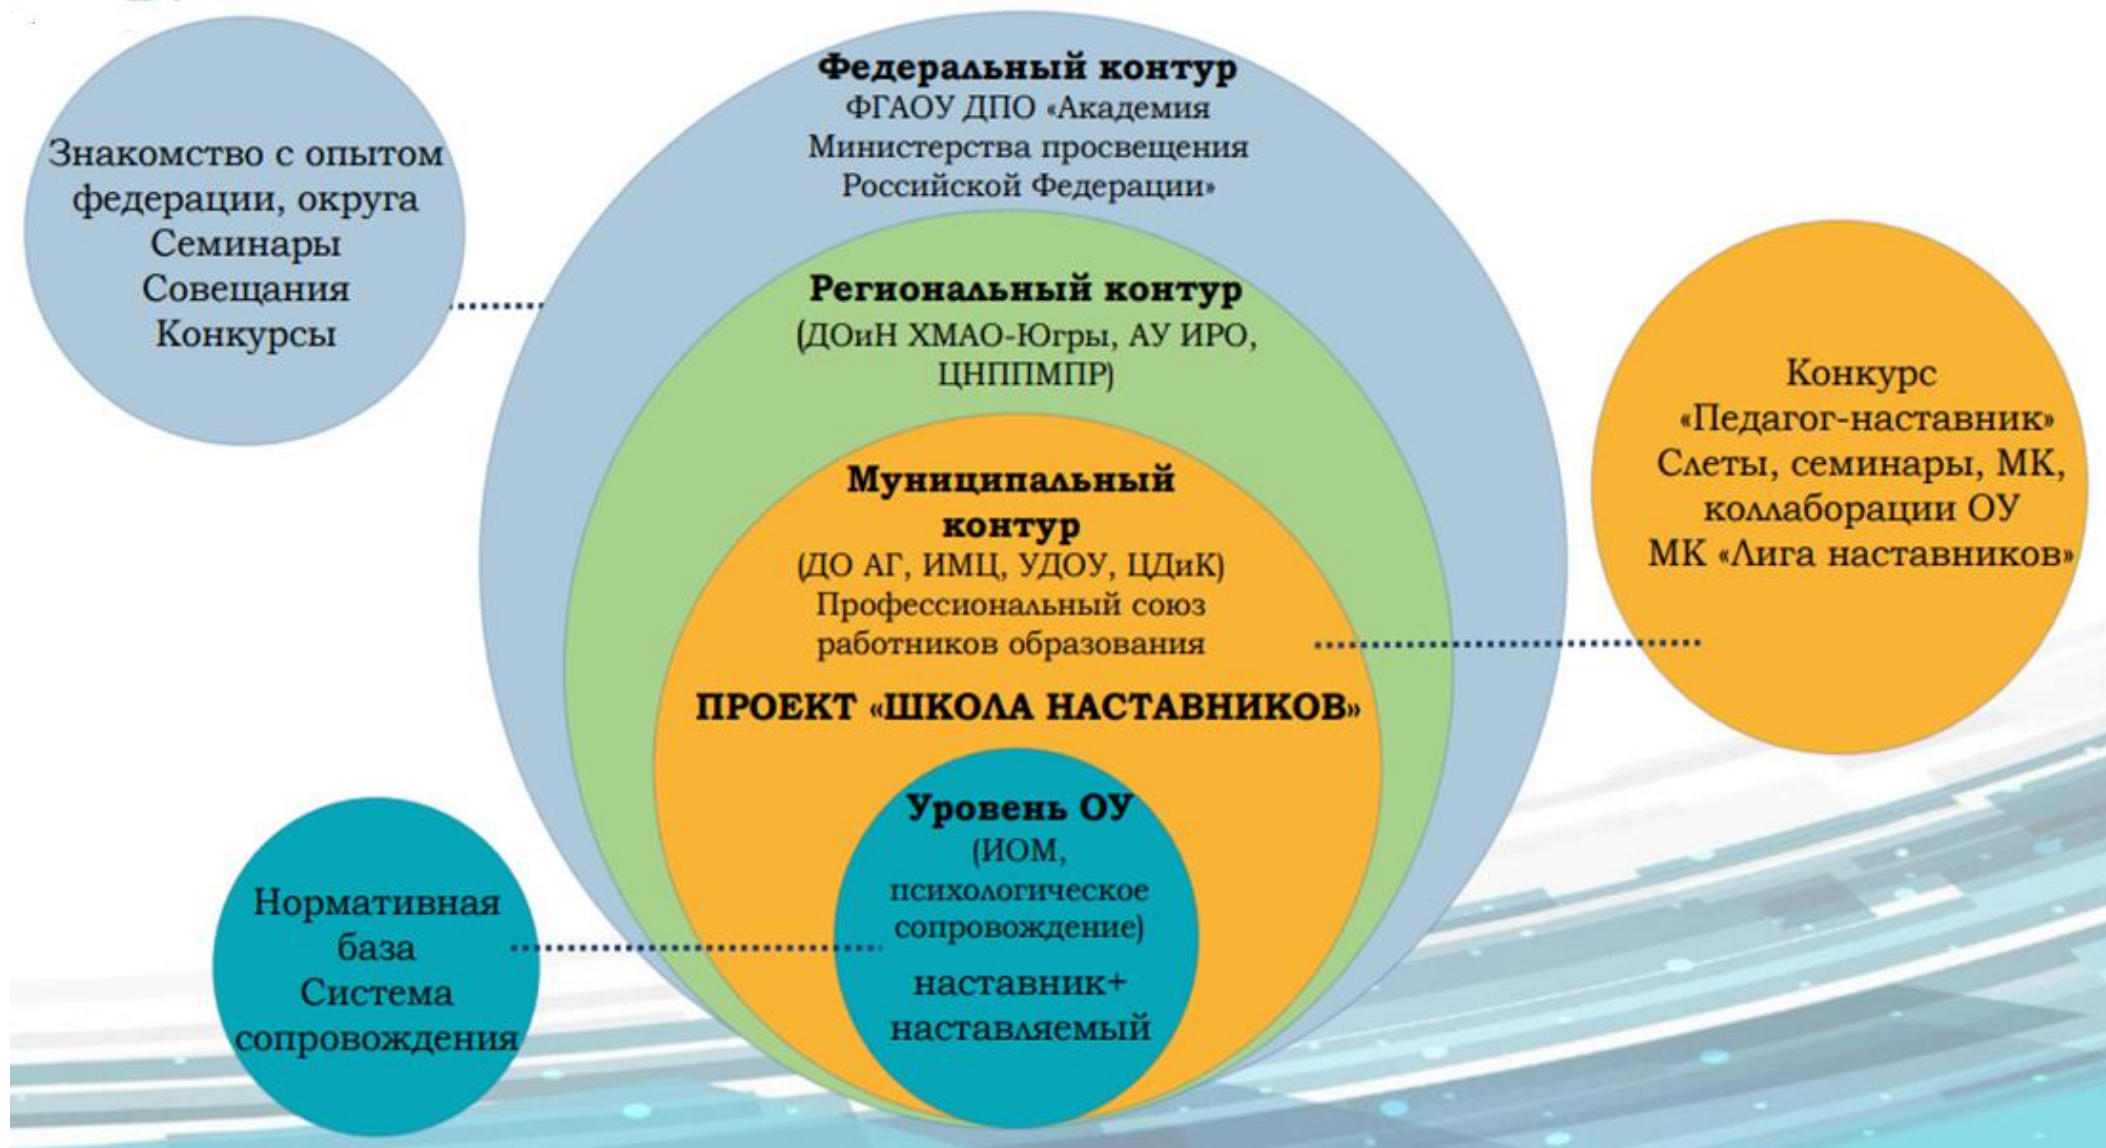 Знакомство с опытом
федерации, округа
Семинары
Совещания
Конкурсы
Федеральный контур
ФГАОУ ДПО «Академия
Министерства просвещения
Российской Федерации»
Региональный контур
(ДОиН ХМАО-Югры, АУ ИРО,
ЦНППМПР)
Муниципальный
контур
(ДО АГ, ИМЦ, УДОУ, ЦДиК)
Профессиональный союз
работников образования
ПРОЕКТ «ШКОЛА НАСТАВНИКОВ»
Уровень ОУ
(ИОМ,
психологическое
сопровождение)
наставник+
наставляемый
Конкурс
«Педагог-наставник»
Слеты, семинары, МК,
коллаборации ОУ
МК «Лига наставников»
Нормативная
база
Система
сопровождения